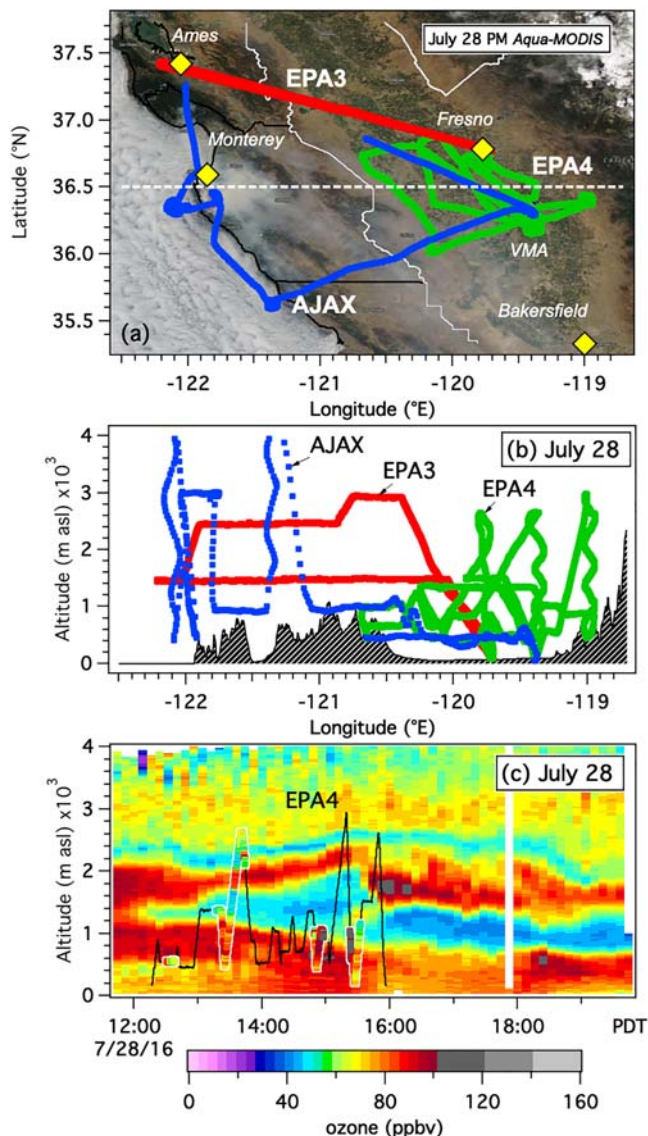 July 28 PM Aqua-MODIS
Ames
37.5
EPA3
37.0
Fresno
Monterey
EPA4
36.5
Latitude (°N)
36.0
VMA
AJAX
Bakersfield
35.5
(a)
-122 -121 -120 -119
Longitude (°E)
4
AJAX
(b) July 28
EPA3
EPA4
3
2
1
0
Altitude (m asl) x10³
-122 -121 -120 -119
Longitude (°E)
4
(c) July 28
EPA4
3
2
1
0
Altitude (m asl) x10³
12:00 14:00 16:00 18:00 PDT
7/28/16
0 40 80 120 160
ozone (ppbv)